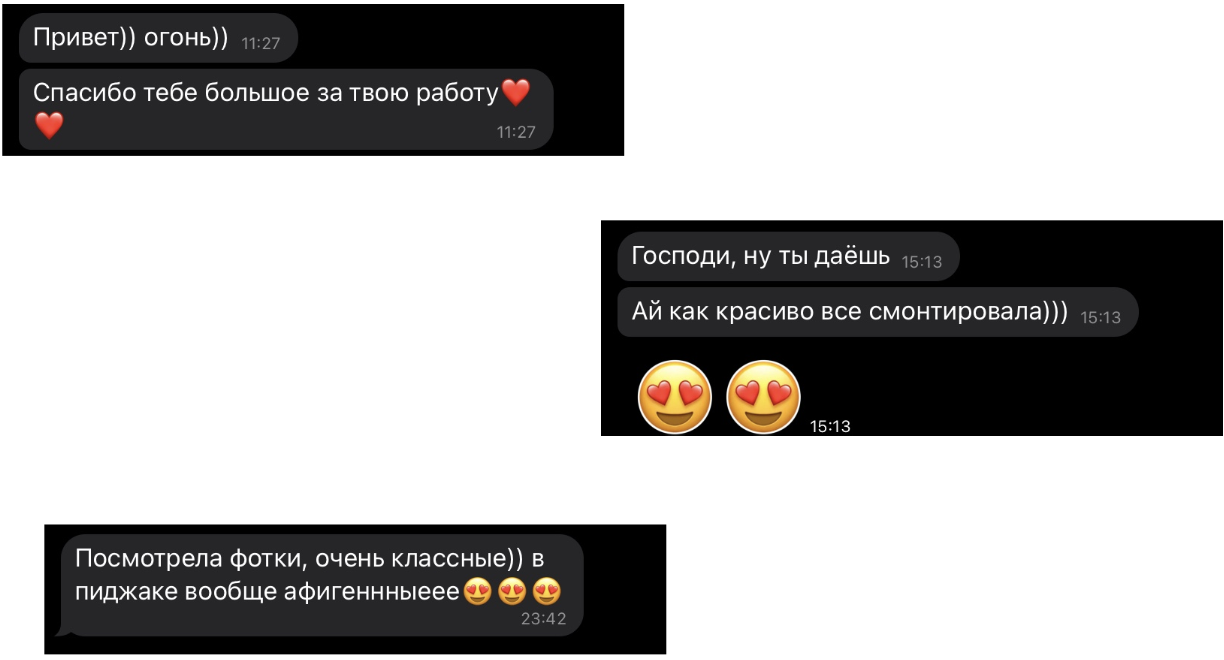 Привет)) огонь)) 11:27
Спасибо тебе большое за твою работу❤️
❤️ 11:27
Господи, ну ты даёшь 15:13
Ай как красиво все смонтировала))) 15:13
😍 😍 15:13
Посмотрела фотки, очень классные)) в
пиджаке вообще афигеннныеее😍😍😍
23:42